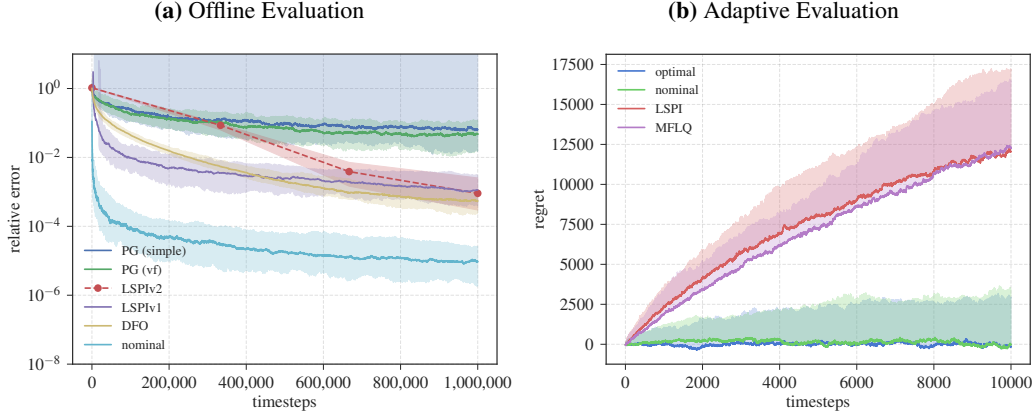 (a) Offline Evaluation
relative error
10⁰
10⁻²
10⁻⁴
10⁻⁶
10⁻⁸
PG (simple)
PG (vf)
LSPIv2
LSPIv1
DFO
nominal
0
200,000
400,000
600,000
800,000
1,000,000
timesteps
(b) Adaptive Evaluation
regret
17500
15000
12500
10000
7500
5000
2500
0
optimal
nominal
LSPI
MFLQ
0
2000
4000
6000
8000
10000
timesteps